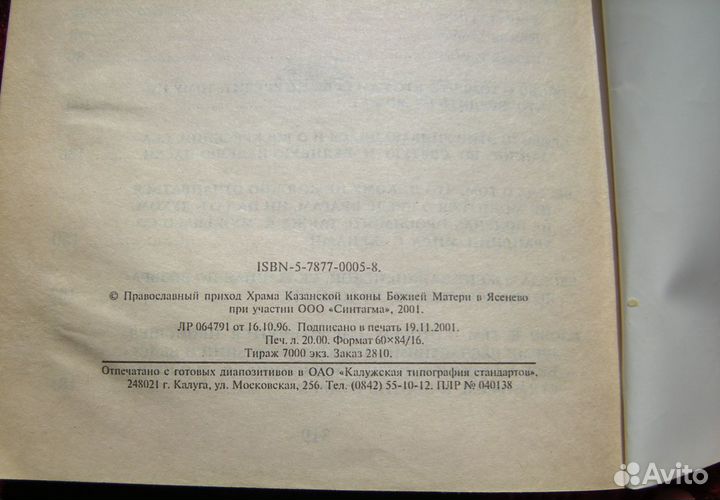 ISBN-5-7877-0005-8.
© Православный приход Храма Казанской иконы Божией Матери в Ясенево
при участии ООО «Синтагма», 2001.
ЛР 064791 от 16.10.96. Подписано в печать 19.11.2001.
Печ. л. 20.00. Формат 60×84/16.
Тираж 7000 экз. Заказ 2810.
Отпечатано с готовых диапозитивов в ОАО «Калужская типография стандартов».
248021 г. Калуга, ул. Московская, 256. Тел. (0842) 55-10-12. ПЛР № 040138
Avito